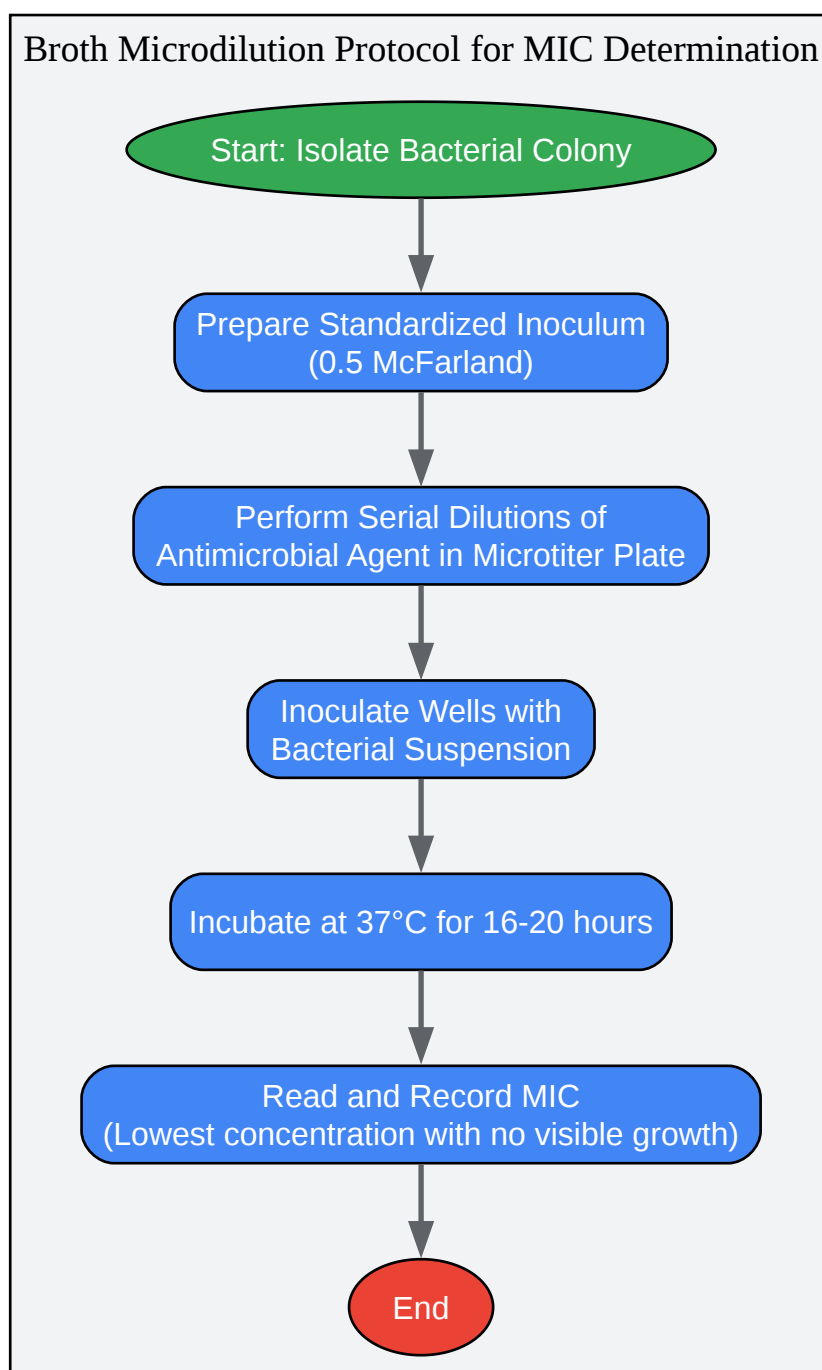 Broth Microdilution Protocol for MIC Determination
Start: Isolate Bacterial Colony
Prepare Standardized Inoculum
(0.5 McFarland)
Perform Serial Dilutions of
Antimicrobial Agent in Microtiter Plate
Inoculate Wells with
Bacterial Suspension
Incubate at 37°C for 16-20 hours
Read and Record MIC
(Lowest concentration with no visible growth)
End